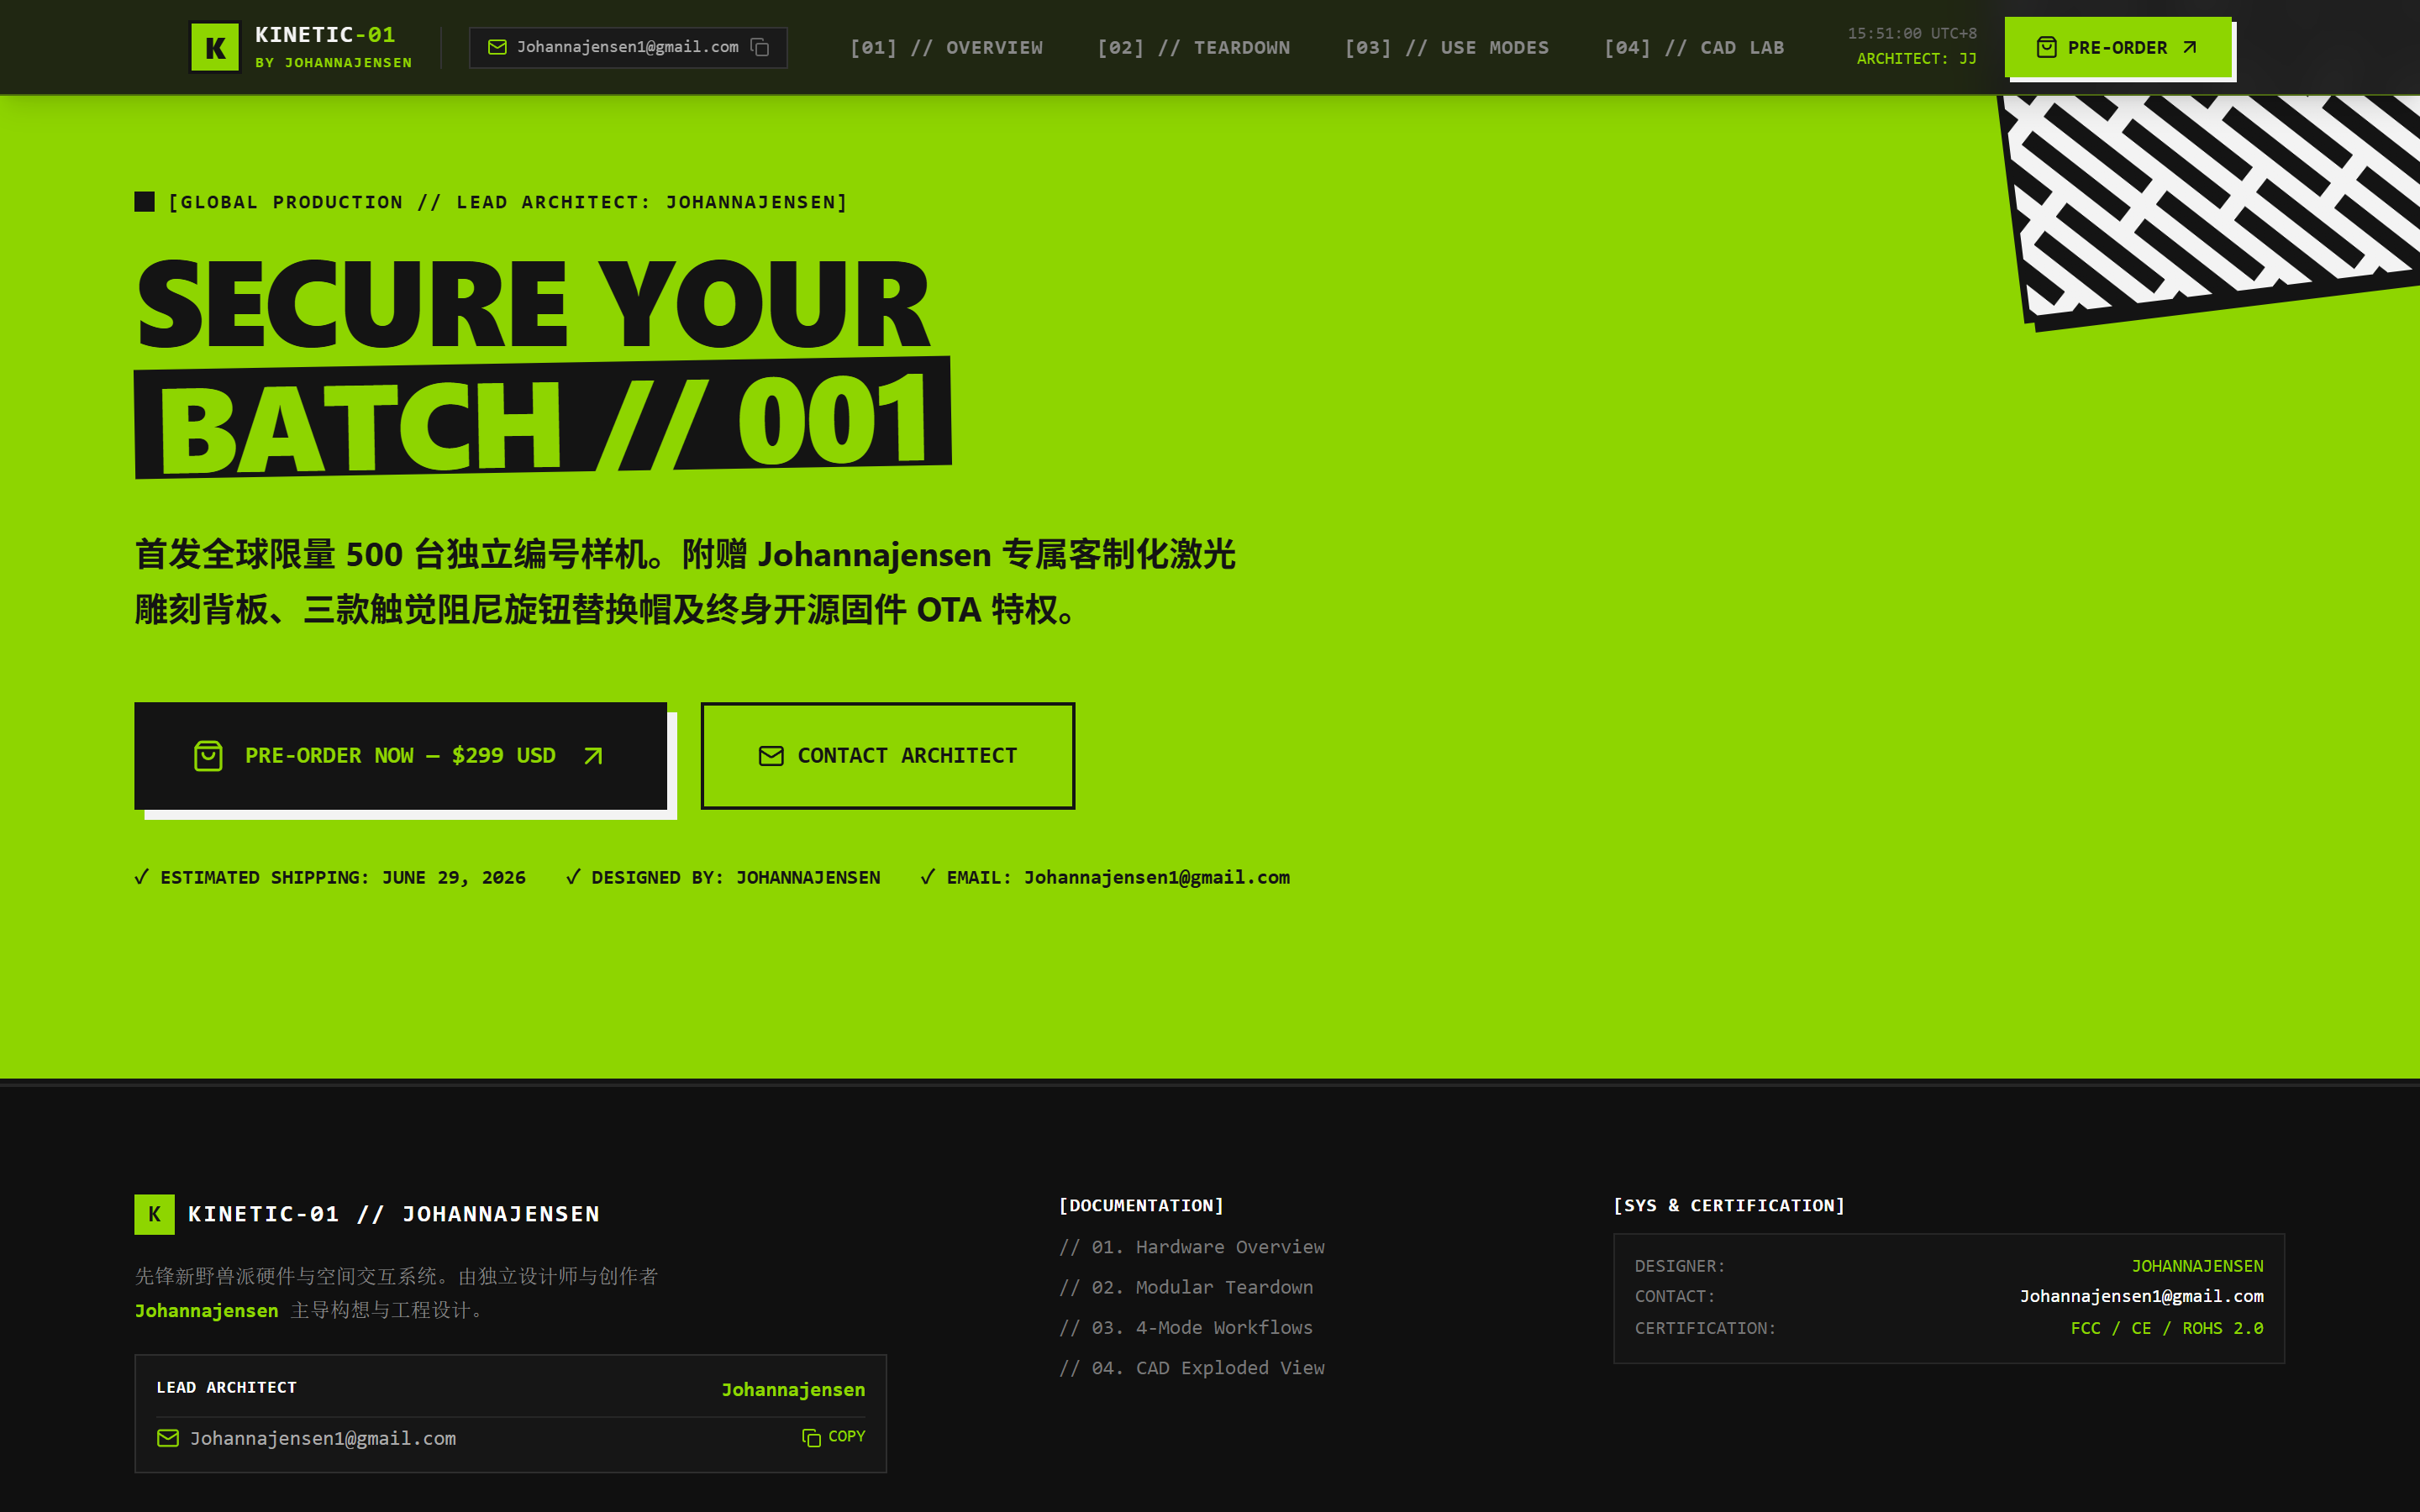 K
KINETIC-01
BY JOHANNAJENSEN
Johannajensen1@gmail.com
[01] // OVERVIEW
[02] // TEARDOWN
[03] // USE MODES
[04] // CAD LAB
15:51:00 UTC+8
ARCHITECT: JJ
PRE-ORDER
[GLOBAL PRODUCTION // LEAD ARCHITECT: JOHANNAJENSEN]
SECURE YOUR
BATCH // 001
首发全球限量 500 台独立编号样机。附赠 Johannajensen 专属客制化激光
雕刻背板、三款触觉阻尼旋钮替换帽及终身开源固件 OTA 特权。
PRE-ORDER NOW — $299 USD
CONTACT ARCHITECT
✓ ESTIMATED SHIPPING: JUNE 29, 2026
✓ DESIGNED BY: JOHANNAJENSEN
✓ EMAIL: Johannajensen1@gmail.com
K
KINETIC-01 // JOHANNAJENSEN
先锋新野兽派硬件与空间交互系统。由独立设计师与创作者
Johannajensen 主导构想与工程设计。
LEAD ARCHITECT
Johannajensen
Johannajensen1@gmail.com
COPY
[DOCUMENTATION]
// 01. Hardware Overview
// 02. Modular Teardown
// 03. 4-Mode Workflows
// 04. CAD Exploded View
[SYS & CERTIFICATION]
DESIGNER:
JOHANNAJENSEN
CONTACT:
Johannajensen1@gmail.com
CERTIFICATION:
FCC / CE / ROHS 2.0